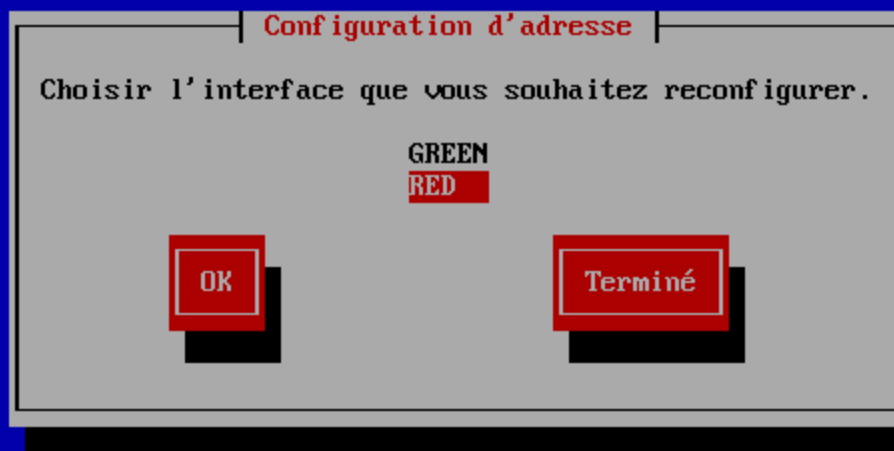 Configuration d'adresse
Choisir l'interface que vous souhaitez reconfigurer.
GREEN
RED
OK
Terminé